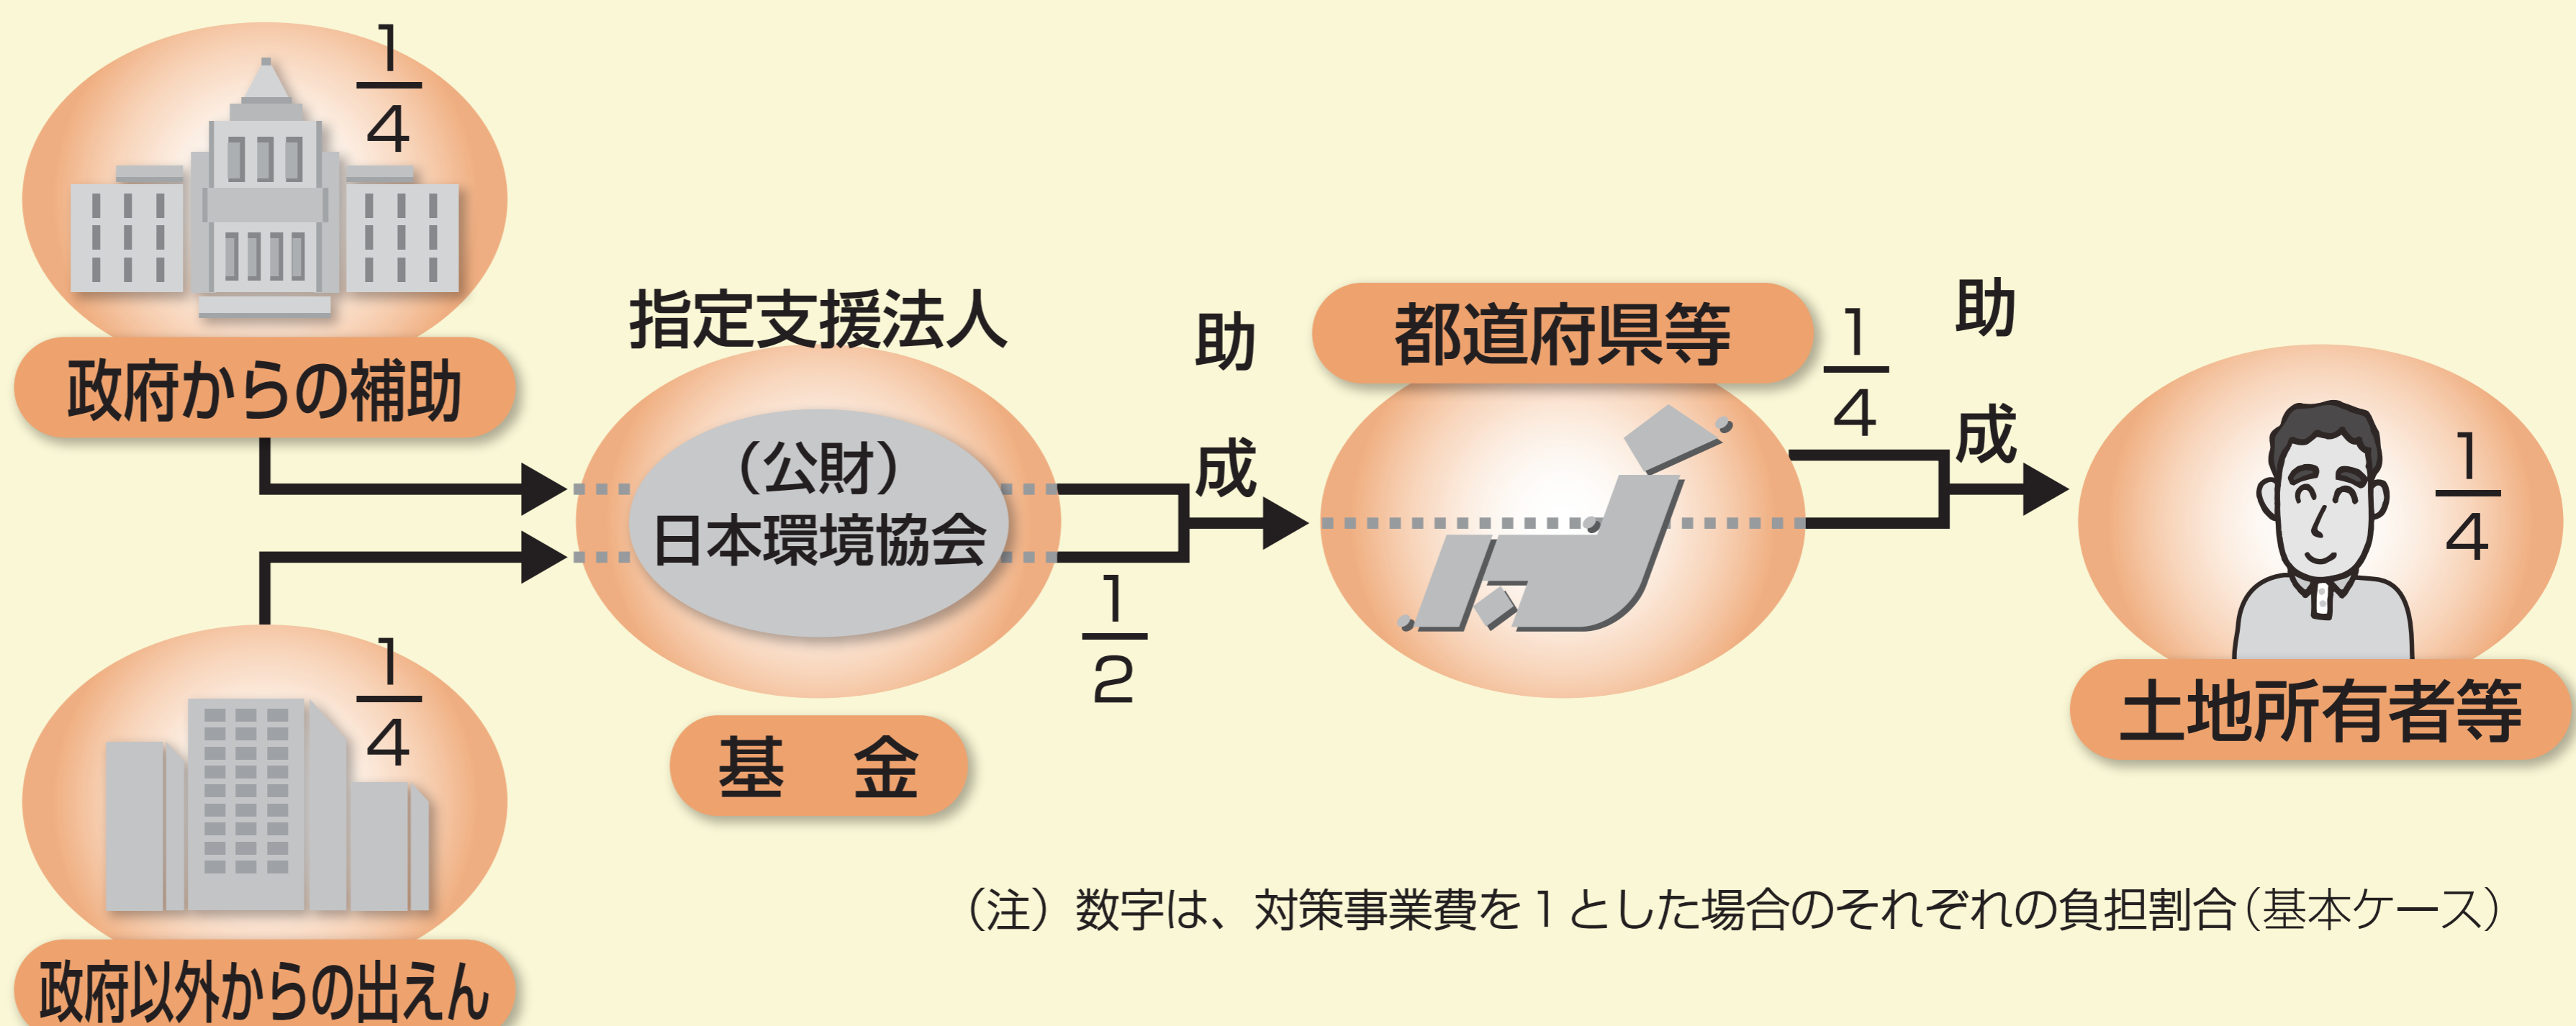 1/4
政府からの補助
指定支援法人
（公財）
日本環境協会
基　金
1/4
政府以外からの出えん
助成
1/2
都道府県等
1/4
助成
1/4
土地所有者等
（注）数字は、対策事業費を1とした場合のそれぞれの負担割合（基本ケース）